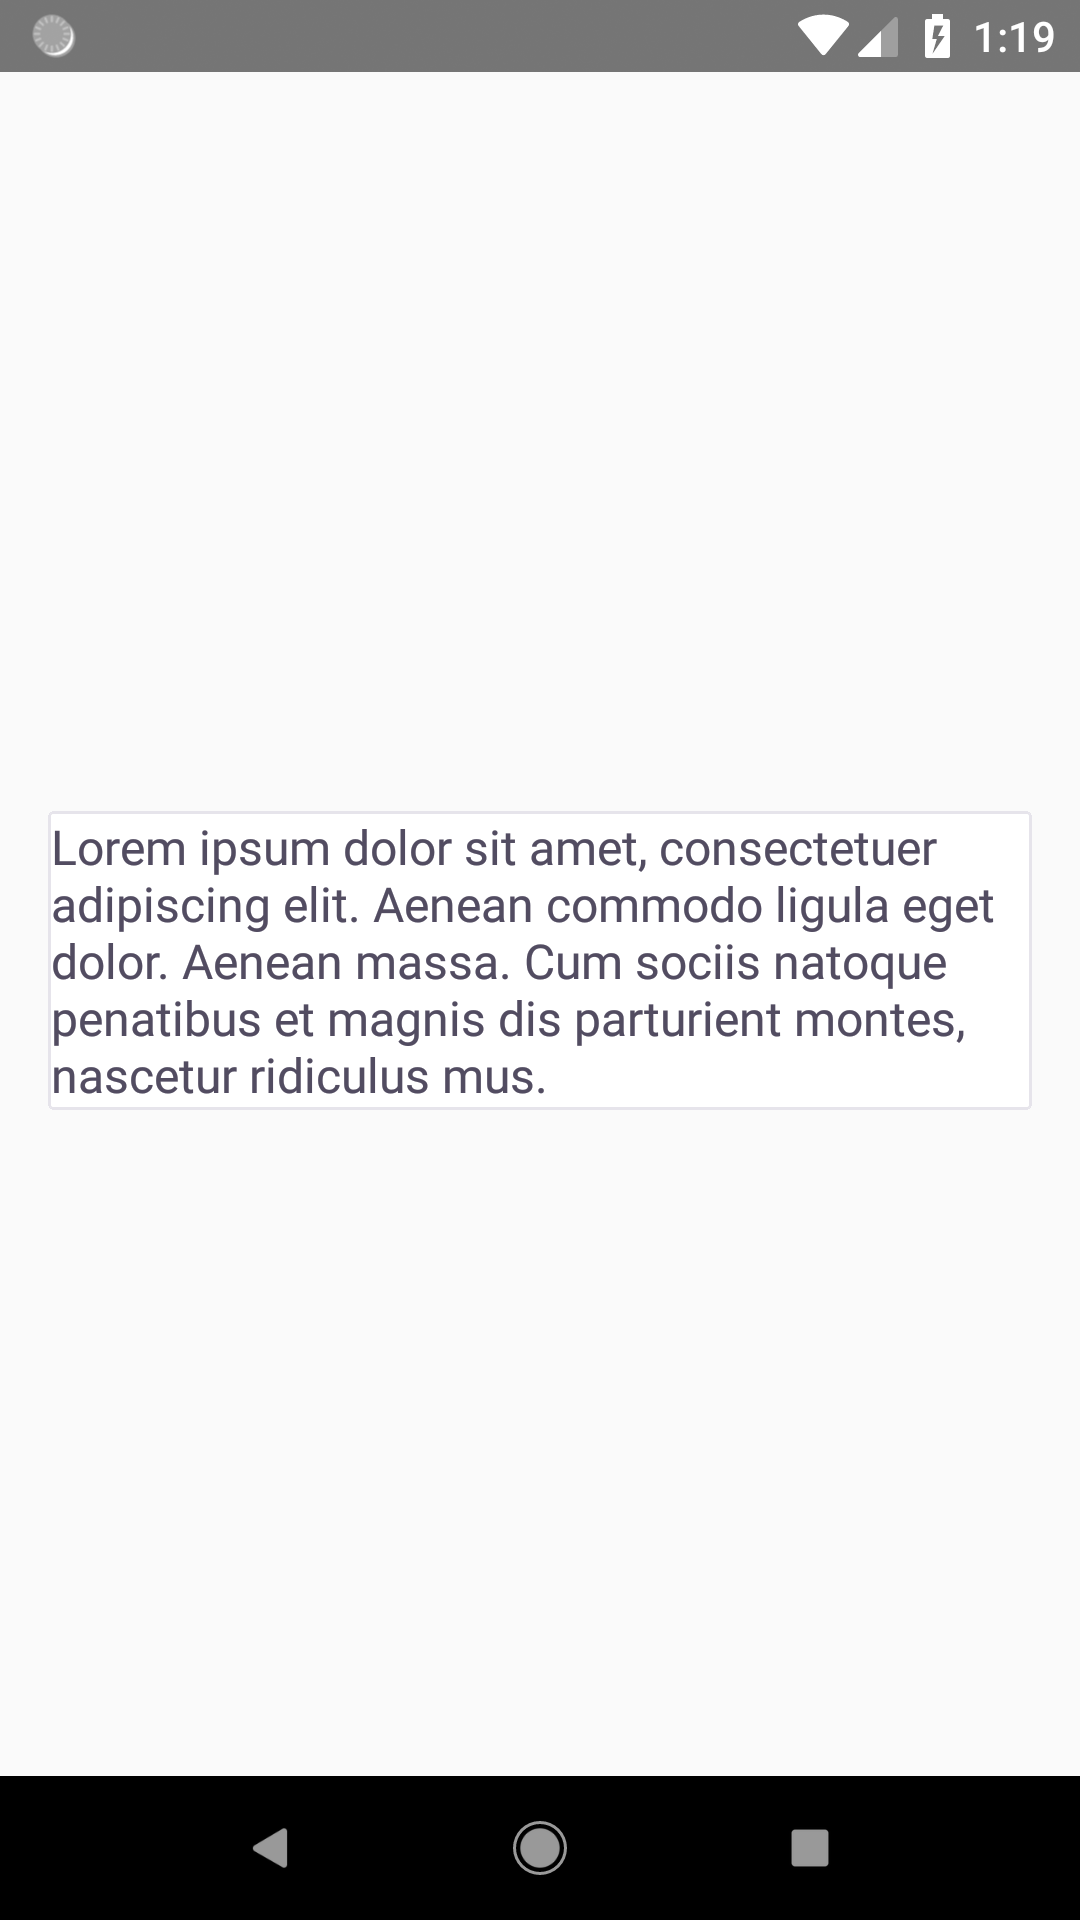 1:19
Lorem ipsum dolor sit amet, consectetuer
adipiscing elit. Aenean commodo ligula eget
dolor. Aenean massa. Cum sociis natoque
penatibus et magnis dis parturient montes,
nascetur ridiculus mus.